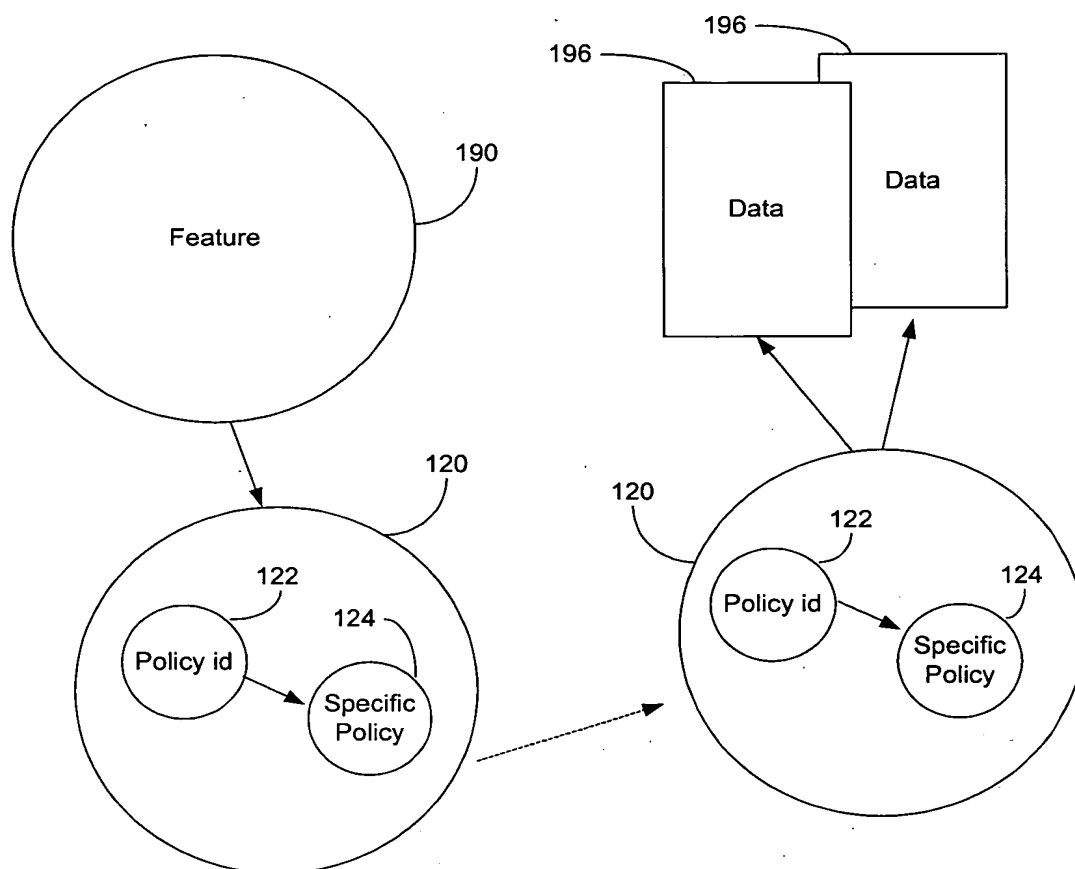 196
196
190
Feature
Data
Data
120
122
Policy id
124
Specific
Policy
120
122
Policy id
124
Specific
Policy